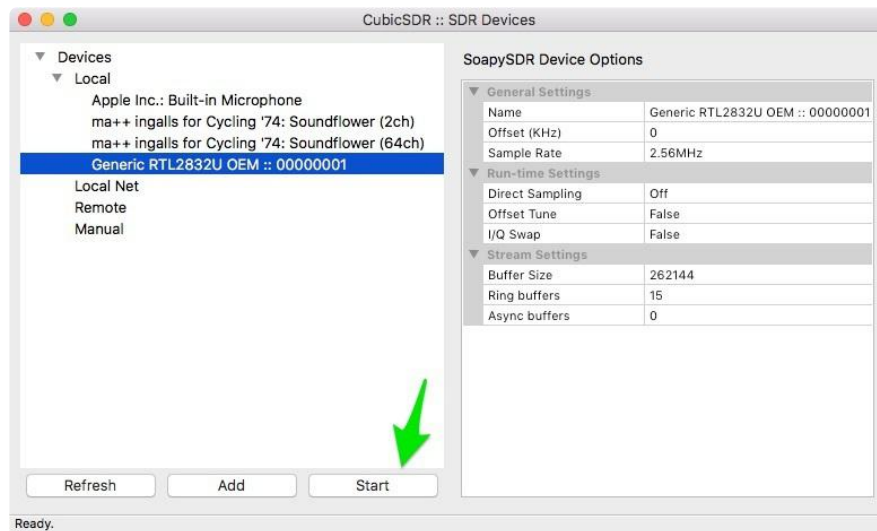 CubicSDR :: SDR Devices
Devices
Local
Apple Inc.: Built-in Microphone
ma++ ingalls for Cycling '74: Soundflower (2ch)
ma++ ingalls for Cycling '74: Soundflower (64ch)
Generic RTL2832U OEM :: 00000001
Local Net
Remote
Manual
Refresh Add Start
SoapySDR Device Options
General Settings
Name Generic RTL2832U OEM :: 00000001
Offset (KHz) 0
Sample Rate 2.56MHz
Run-time Settings
Direct Sampling Off
Offset Tune False
I/Q Swap False
Stream Settings
Buffer Size 262144
Ring buffers 15
Async buffers 0
Ready.